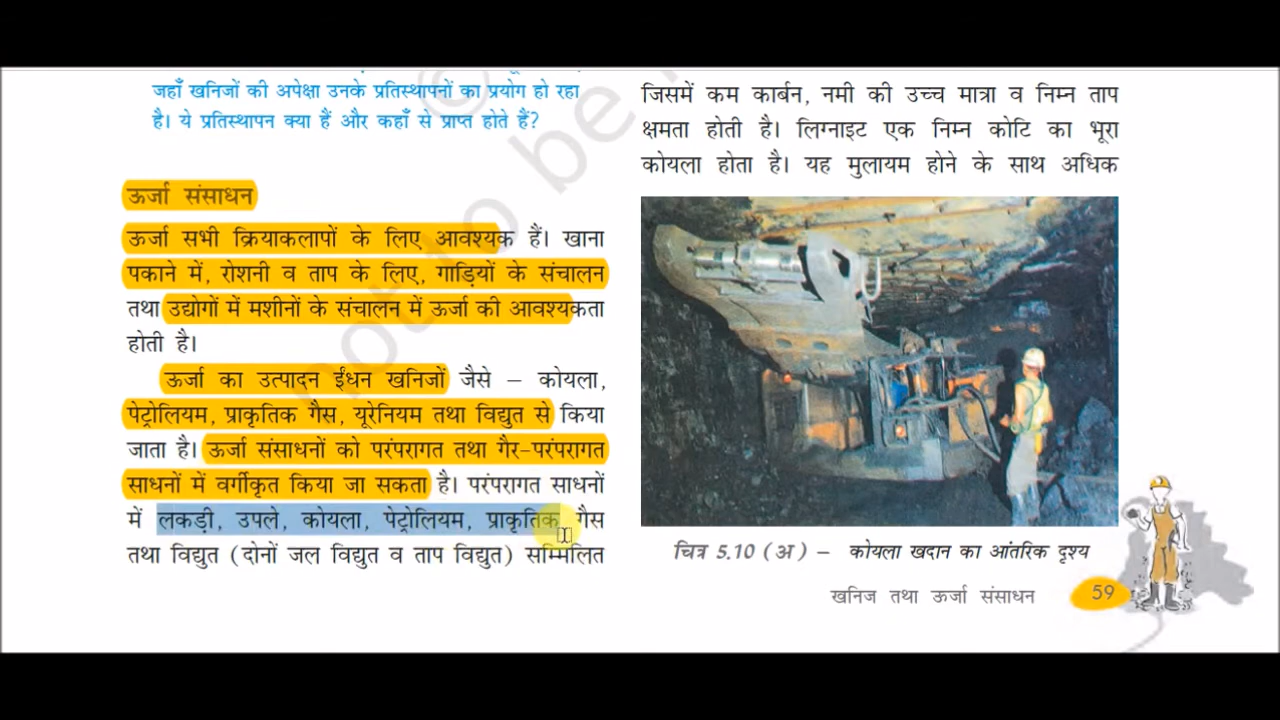 जहाँ खनिजों की अपेक्षा उनके प्रतिस्थापनों का प्रयोग हो रहा
है। ये प्रतिस्थापन क्या हैं और कहाँ से प्राप्त होते हैं?
ऊर्जा संसाधन
ऊर्जा सभी क्रियाकलापों के लिए आवश्यक हैं। खाना
पकाने में, रोशनी व ताप के लिए, गाड़ियों के संचालन
तथा उद्योगों में मशीनों के संचालन में ऊर्जा की आवश्यकता
होती है।
ऊर्जा का उत्पादन ईंधन खनिजों जैसे – कोयला,
पेट्रोलियम, प्राकृतिक गैस, यूरेनियम तथा विद्युत से किया
जाता है। ऊर्जा संसाधनों को परंपरागत तथा गैर-परंपरागत
साधनों में वर्गीकृत किया जा सकता है। परंपरागत साधनों
में लकड़ी, उपले, कोयला, पेट्रोलियम, प्राकृतिक गैस
तथा विद्युत (दोनों जल विद्युत व ताप विद्युत) सम्मिलित
जिसमें कम कार्बन, नमी की उच्च मात्रा व निम्न ताप
क्षमता होती है। लिग्नाइट एक निम्न कोटि का भूरा
कोयला होता है। यह मुलायम होने के साथ अधिक
चित्र 5.10 (अ) – कोयला खदान का आंतरिक दृश्य
खनिज तथा ऊर्जा संसाधन 59
© not to be